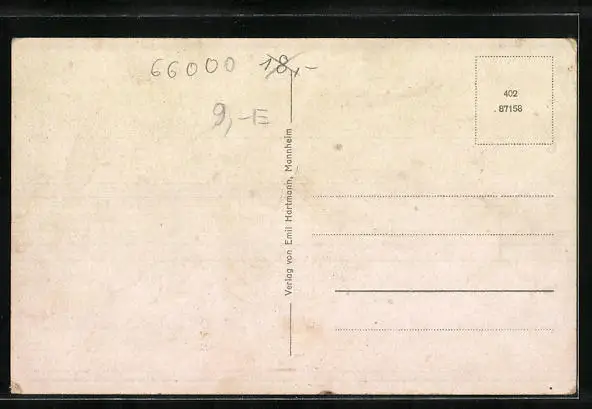 66000 18,-
9,-E
402
87158
Verlag von Emil Hartmann, Mannheim